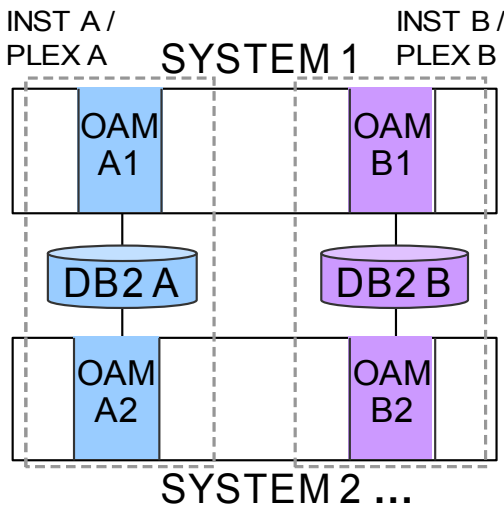 INST A /
PLEX A
SYSTEM 1
INST B /
PLEX B
OAM
A1
OAM
B1
DB2 A
DB2 B
OAM
A2
OAM
B2
SYSTEM 2 ...